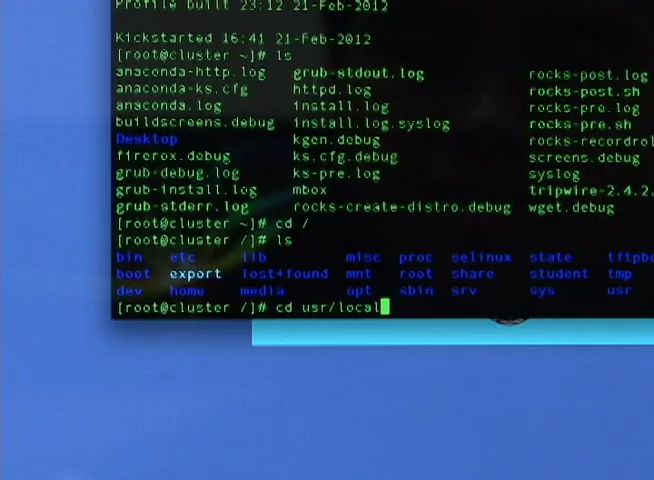 Profile built 23:12 21-Feb-2012
Kickstarted 16:41 21-Feb-2012
[root@cluster ~]# ls
anaconda-http.log grub-stdout.log rocks-post.log
anaconda-ks.cfg httpd.log rocks-post.sh
anaconda.log install.log rocks-pre.log
buildscreens.debug install.log.syslog rocks-pre.sh
Desktop kgen.debug rocks-recordrol
firerox.debug ks.cfg.debug screens.debug
grub-debug.log ks-pre.log syslog
grub-install.log mbox tripwire-2.4.2.
grub-stderr.log rocks-create-distro.debug wget.debug
[root@cluster ~]# cd /
[root@cluster /]# ls
bin etc lib misc proc selinux state tftpbo
boot export lost+found mnt root share student tmp
dev home media opt sbin srv sys usr
[root@cluster /]# cd usr/local